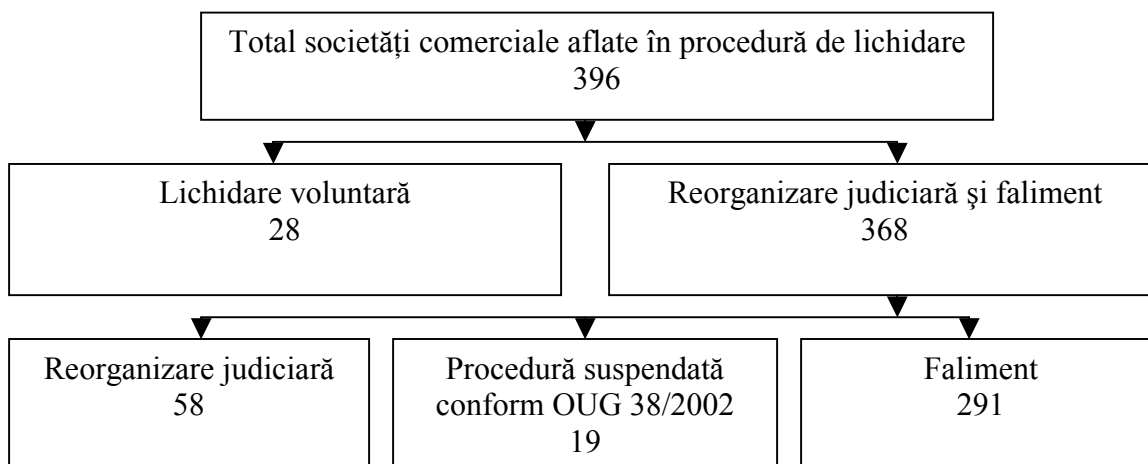 Total societăți comerciale aflate în procedură de lichidare
396
Lichidare voluntară
28
Reorganizare judiciară şi faliment
368
Reorganizare judiciară
58
Procedură suspendată
conform OUG 38/2002
19
Faliment
291